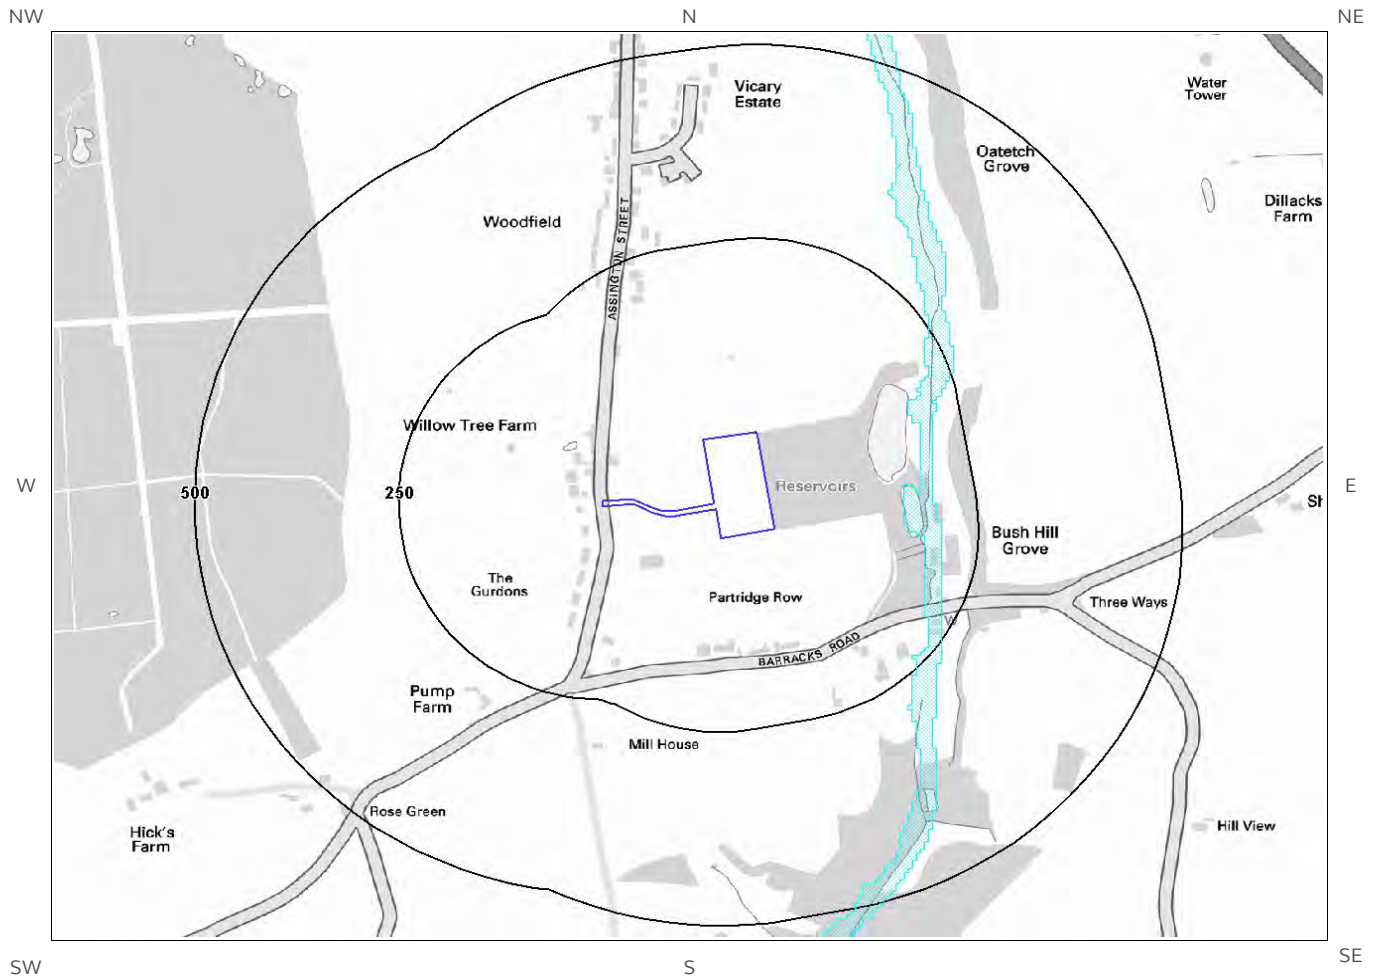 NW
N
NE
Vicary
Estate
Water
Tower
Oatetch
Grove
Dillacks
Farm
Woodfield
ASSINGTON STREET
Willow Tree Farm
W
500
250
Reservoirs
E
Sh
Bush Hill
Grove
The
Gurdons
Partridge Row
Three Ways
W
BARRACKS ROAD
Pump
Farm
Mill House
Rose Green
Hick's
Farm
Hill View
SW
S
SE